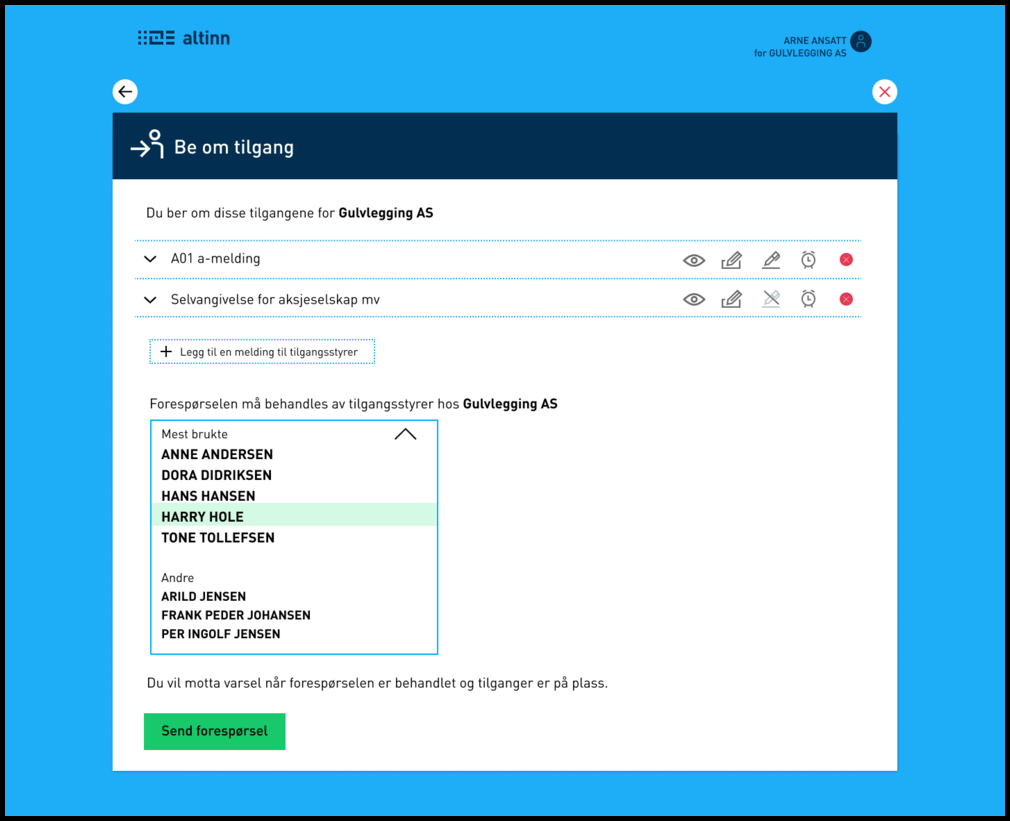 altinn
ARNE ANSATT
for GULVLEGGING AS
Be om tilgang
Du ber om disse tilgangene for Gulvlegging AS
A01 a-melding
Selvangivelse for aksjeselskap mv
Legg til en melding til tilgangsstyrer
Forespørselen må behandles av tilgangsstyrer hos Gulvlegging AS
Mest brukte
ANNE ANDERSEN
DORA DIDRIKSEN
HANS HANSEN
HARRY HOLE
TONE TOLLEFSEN
Andre
ARILD JENSEN
FRANK PEDER JOHANSEN
PER INGOLF JENSEN
Du vil motta varsel når forespørselen er behandlet og tilganger er på plass.
Send forespørsel